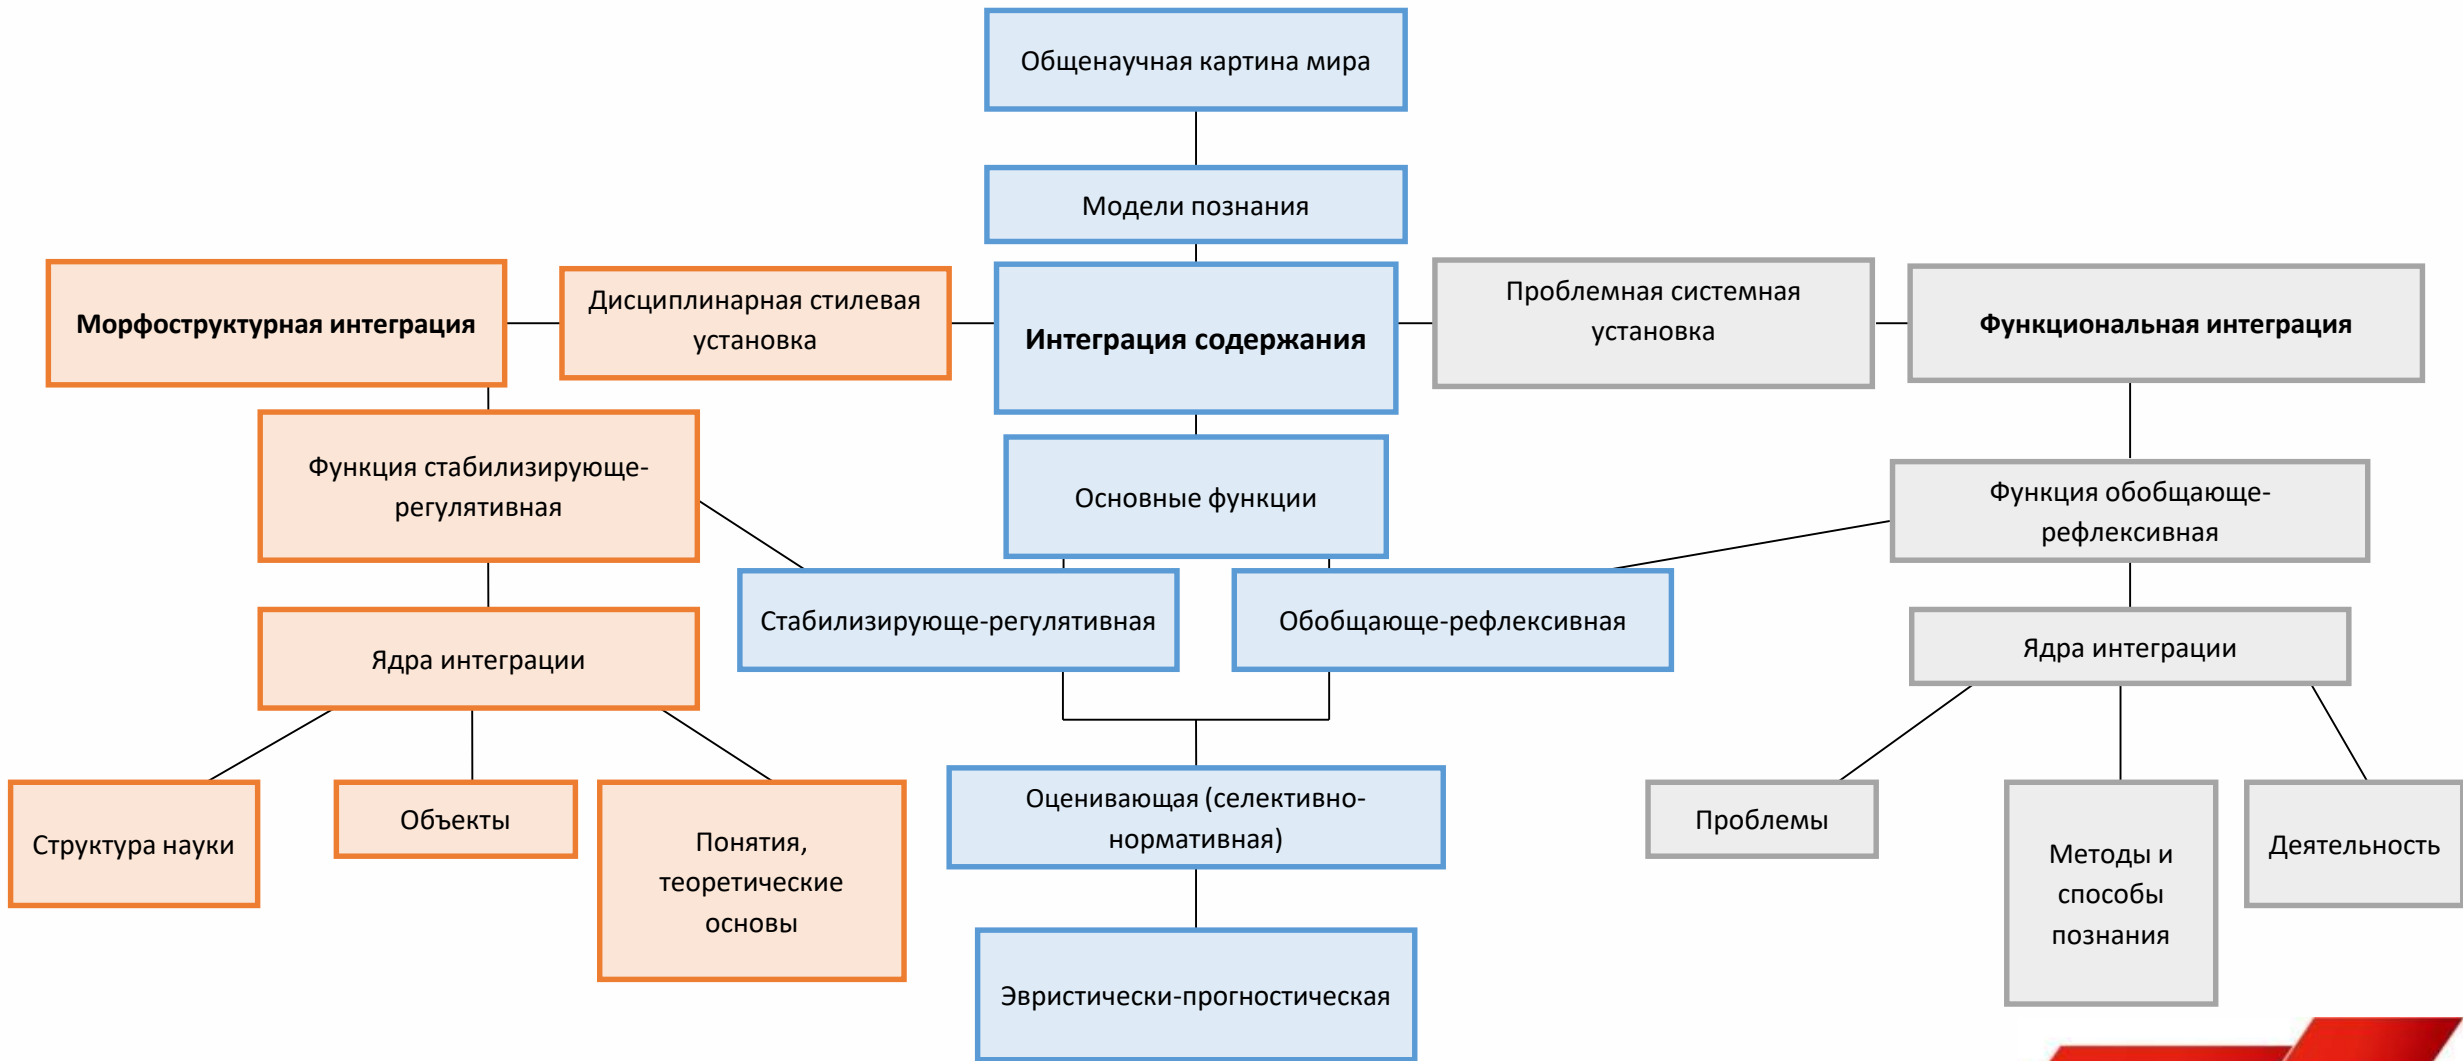 Общенаучная картина мира
Модели познания
Морфоструктурная интеграция
Дисциплинарная стилевая
установка
Интеграция содержания
Проблемная системная
установка
Функциональная интеграция
Функция стабилизирующе-
регулятивная
Основные функции
Функция обобщающе-
рефлексивная
Стабилизирующе-регулятивная
Обобщающе-рефлексивная
Ядра интеграции
Ядра интеграции
Структура науки
Объекты
Понятия,
теоретические
основы
Оценивающая (селективно-
нормативная)
Проблемы
Методы и
способы
познания
Деятельность
Эвристически-прогностическая